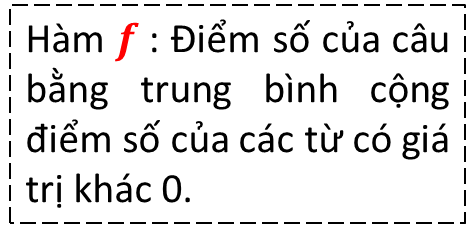 Hàm f : Điểm số của câu
bằng trung bình cộng
điểm số của các từ có giá
trị khác 0.